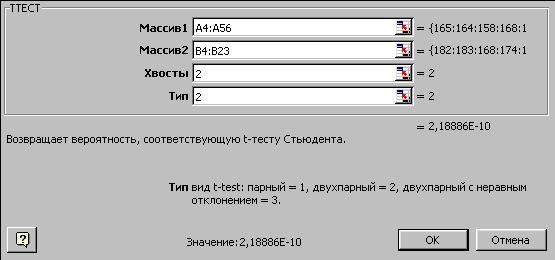 ТТЕСТ
Массив1 A4:A56 = {165:164:158:168:1
Массив2 B4:B23 = {182:183:168:174:1
Хвосты 2 = 2
Тип 2 = 2
= 2,18886E-10
Возвращает вероятность, соответствующую t-тесту Стьюдента.
Тип вид t-test: парный = 1, двухпарный = 2, двухпарный с неравным
отклонением = 3.
? Значение:2,18886E-10 ОК Отмена